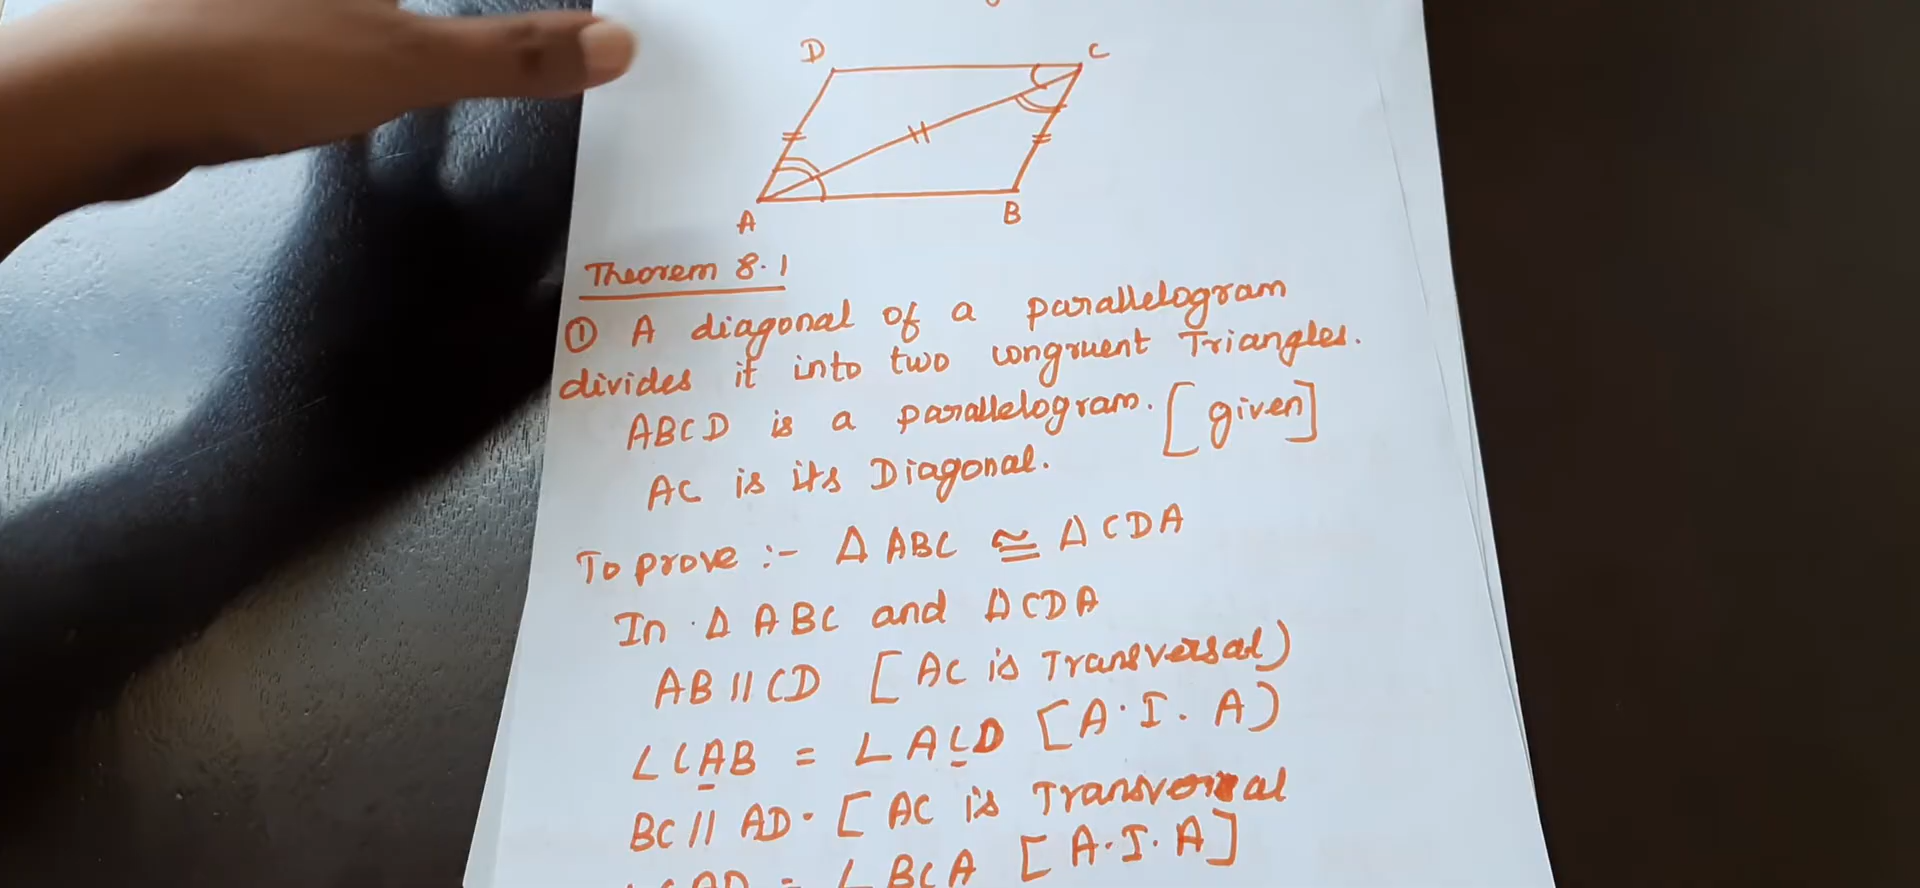 D C
A B
Theorem 8.1
① A diagonal of a parallelogram
divides it into two congruent Triangles.
ABCD is a parallelogram. [given]
AC is its Diagonal.
To prove :- Δ ABC ≅ Δ CDA
In Δ ABC and Δ CDA
AB || CD [AC is Transversal)
∠CAB = ∠ACD [A.I.A)
BC || AD. [AC is Transversal
= ∠BCA [A.I.A]